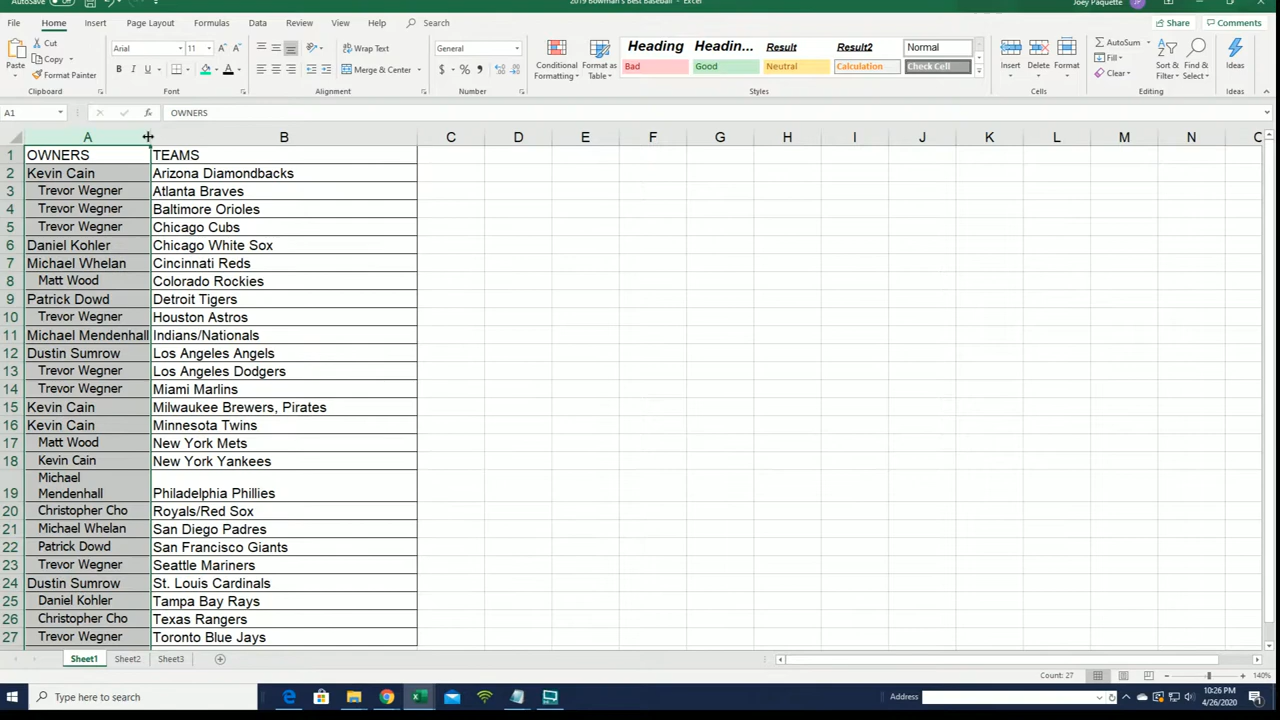 AutoSave
2019 Bowman's Best Baseball - Excel
Joey Paquette
JP
File Home Insert Page Layout Formulas Data Review View Help Search
Share Comments
Paste
Cut
Copy
Format Painter
Clipboard
Arial 11
B I U
Font
Wrap Text
Merge & Center
Alignment
General
$ % ,
Number
Conditional Formatting
Format as Table
Heading Headin... Result Result2 Normal
Bad Good Neutral Calculation Check Cell
Styles
Insert Delete Format
Cells
AutoSum
Fill
Clear
Sort & Filter
Find & Select
Editing
Ideas
Ideas
A1 fx OWNERS
A B C D E F G H I J K L M N
1 OWNERS TEAMS
2 Kevin Cain Arizona Diamondbacks
3 Trevor Wegner Atlanta Braves
4 Trevor Wegner Baltimore Orioles
5 Trevor Wegner Chicago Cubs
6 Daniel Kohler Chicago White Sox
7 Michael Whelan Cincinnati Reds
8 Matt Wood Colorado Rockies
9 Patrick Dowd Detroit Tigers
10 Trevor Wegner Houston Astros
11 Michael Mendenhall Indians/Nationals
12 Dustin Sumrow Los Angeles Angels
13 Trevor Wegner Los Angeles Dodgers
14 Trevor Wegner Miami Marlins
15 Kevin Cain Milwaukee Brewers, Pirates
16 Kevin Cain Minnesota Twins
17 Matt Wood New York Mets
18 Kevin Cain New York Yankees
19 Michael Mendenhall Philadelphia Phillies
20 Christopher Cho Royals/Red Sox
21 Michael Whelan San Diego Padres
22 Patrick Dowd San Francisco Giants
23 Trevor Wegner Seattle Mariners
24 Dustin Sumrow St. Louis Cardinals
25 Daniel Kohler Tampa Bay Rays
26 Christopher Cho Texas Rangers
27 Trevor Wegner Toronto Blue Jays
Sheet1 Sheet2 Sheet3
Count: 27 140%
Type here to search
Address
10:26 PM
4/26/2020